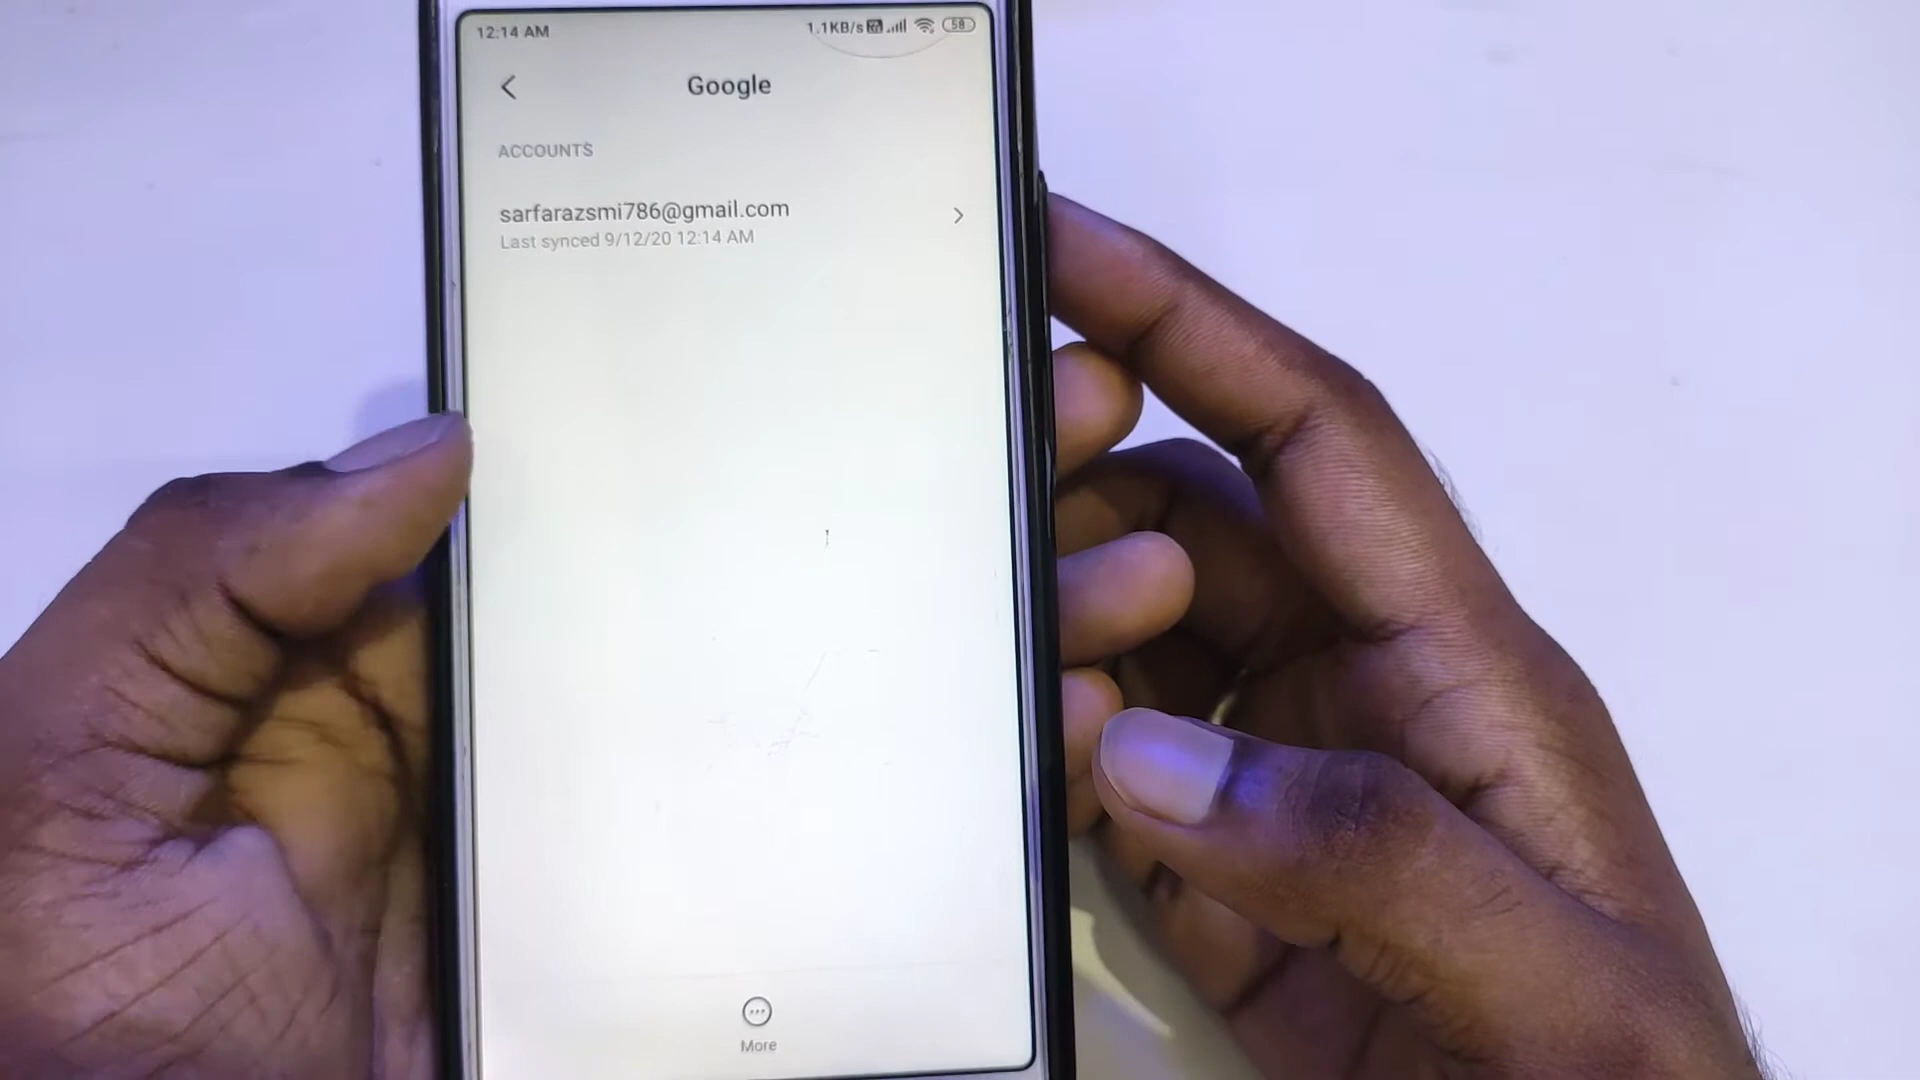 12:14 AM
1.1KB/s
58
Google
ACCOUNTS
sarfarazsmi786@gmail.com
Last synced 9/12/20 12:14 AM
More